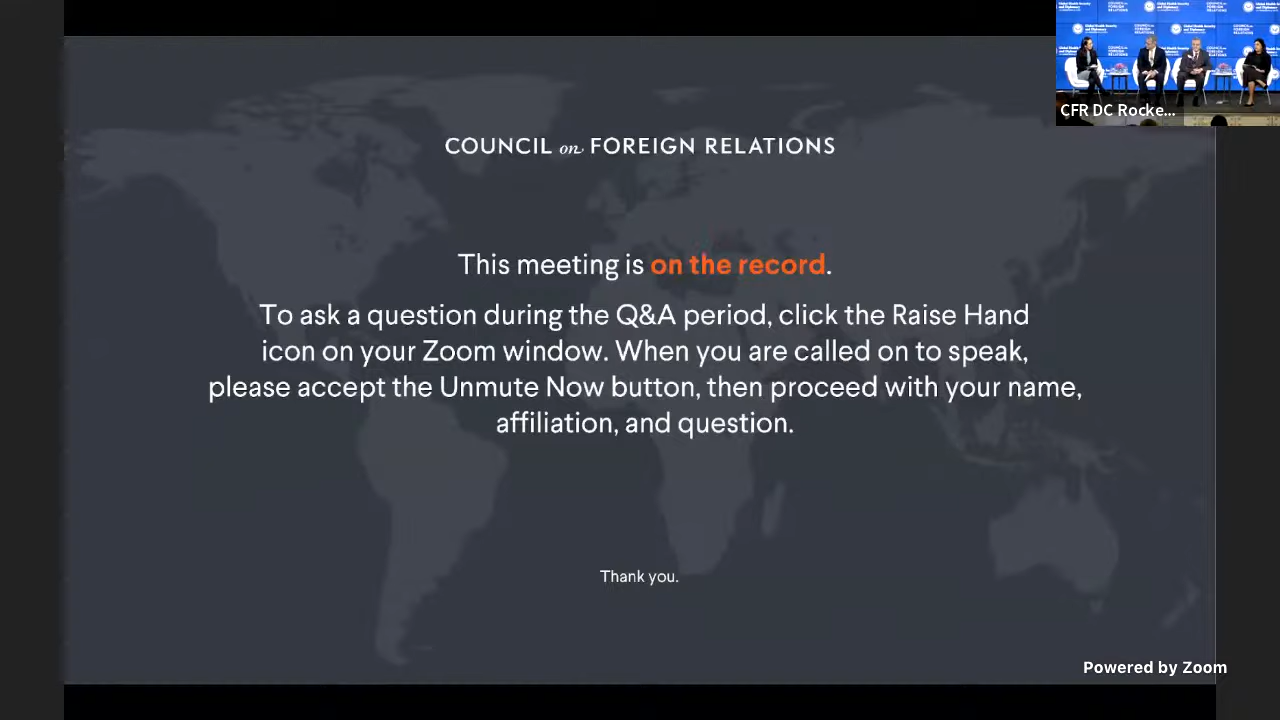 COUNCIL on FOREIGN RELATIONS
This meeting is on the record.
To ask a question during the Q&A period, click the Raise Hand
icon on your Zoom window. When you are called on to speak,
please accept the Unmute Now button, then proceed with your name,
affiliation, and question.
Thank you.
CFR DC Rocke...
Powered by Zoom